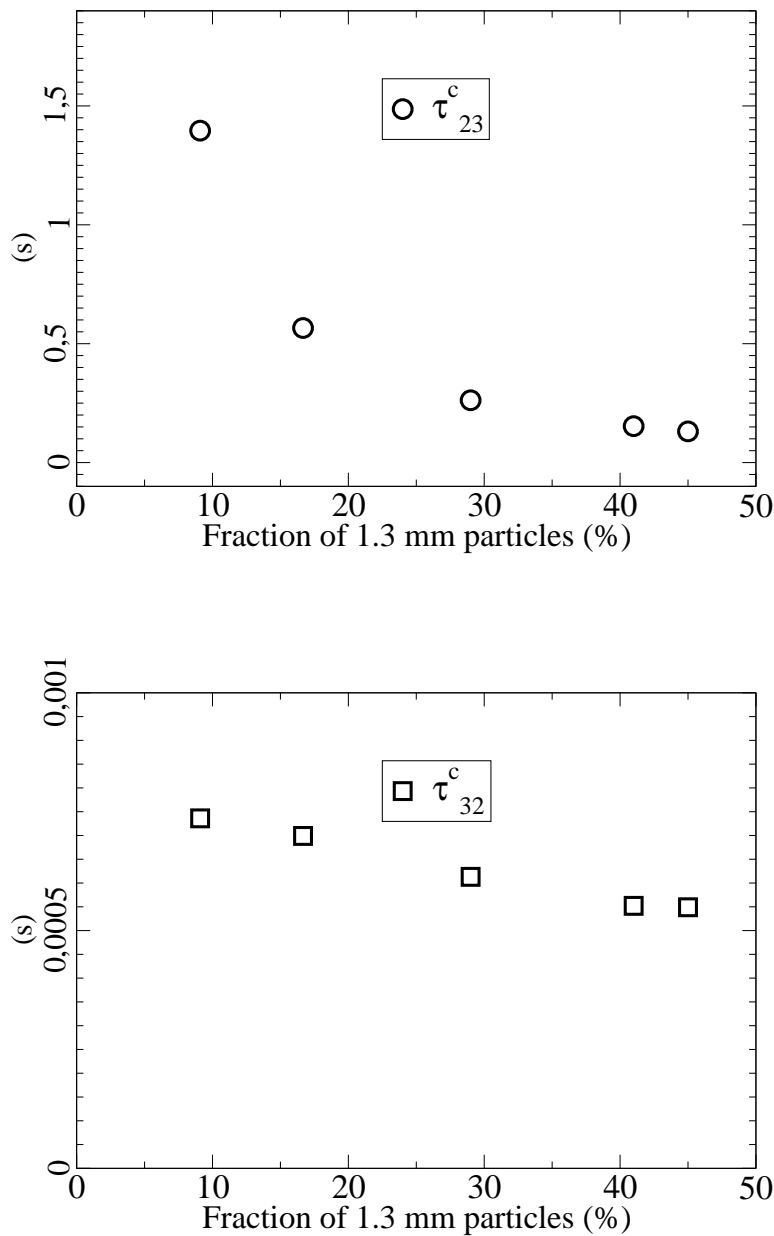 1,5
1
0,5
0
(s)
τ^c_23
0 10 20 30 40 50
Fraction of 1.3 mm particles (%)
0,001
0,0005
0
(s)
τ^c_32
0 10 20 30 40 50
Fraction of 1.3 mm particles (%)